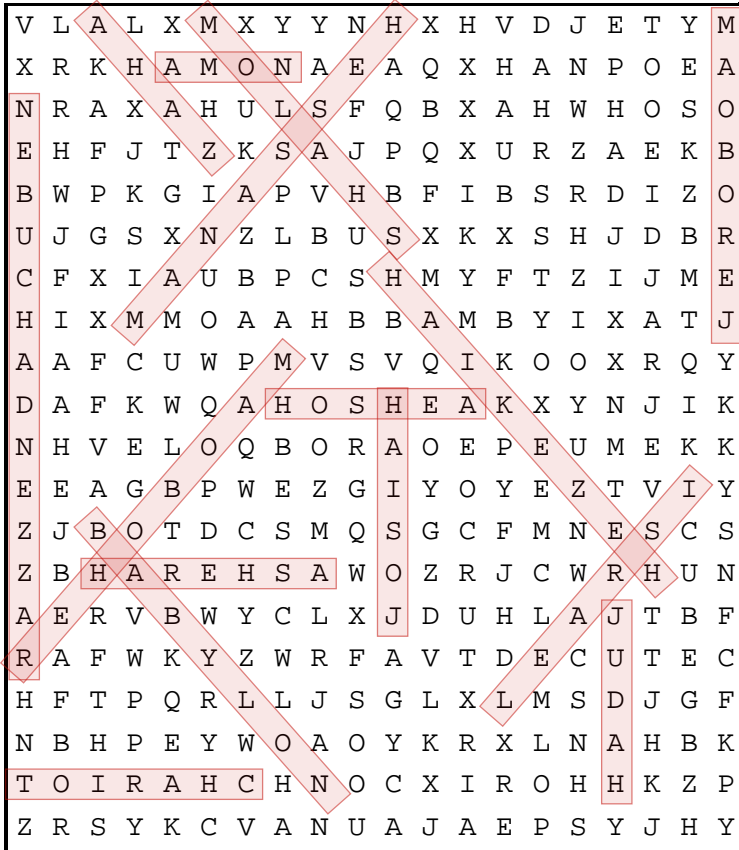 V L A L X M X Y Y N H X H V D J E T Y M
X R K H A M O N A E A Q X H A N P O E A
N R A X A H U L S F Q B X A H W H O S O
E H F J T Z K S A J P Q X U R Z A E K B
B W P K G I A P V H B F I B S R D I Z O
U J G S X N Z L B U S X K X S H J D B R
C F X I A U B P C S H M Y F T Z I J M E
H I X M M O A A H B B A M B Y I X A T J
A A F C U W P M V S V Q I K O O X R Q Y
D A F K W Q A H O S H E A K X Y N J I K
N H V E L O Q B O R A O E P E U M E K K
E E A G B P W E Z G I Y O Y E Z T V I Y
Z J B O T D C S M Q S G C F M N E S C S
Z B H A R E H S A W O Z R J C W R H U N
A E R V B W Y C L X J D U H L A J T B F
R A F W K Y Z W R F A V T D E C U T E C
H F T P Q R L L J S G L X L M S D J G F
N B H P E Y W O A O Y K R X L N A H B K
T O I R A H C H N O C X I R O H H K Z P
Z R S Y K C V A N U A J A E P S Y J H Y